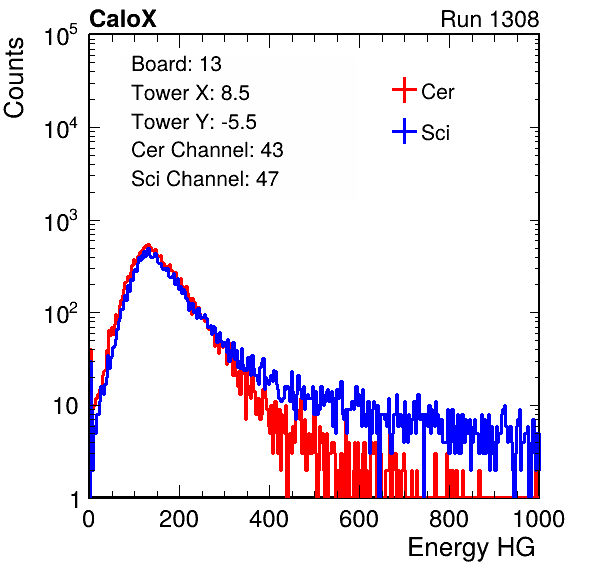 CaloX Run 1308
Counts
10^5
10^4
10^3
10^2
10
1
Board: 13
Tower X: 8.5
Tower Y: -5.5
Cer Channel: 43
Sci Channel: 47
Cer
Sci
0 200 400 600 800 1000
Energy HG